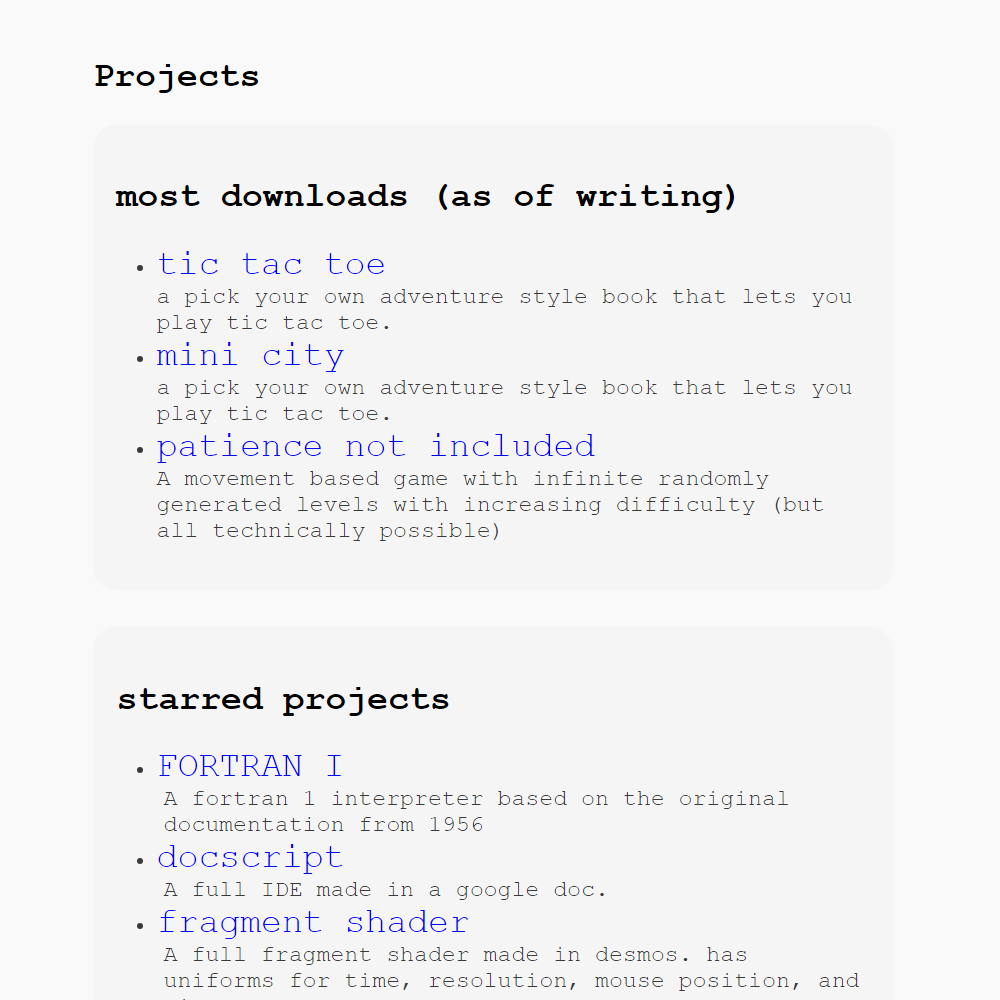 Projects
most downloads (as of writing)
tic tac toe
a pick your own adventure style book that lets you
play tic tac toe.
mini city
a pick your own adventure style book that lets you
play tic tac toe.
patience not included
A movement based game with infinite randomly
generated levels with increasing difficulty (but
all technically possible)
starred projects
FORTRAN I
A fortran 1 interpreter based on the original
documentation from 1956
docscript
A full IDE made in a google doc.
fragment shader
A full fragment shader made in desmos. has
uniforms for time, resolution, mouse position, and